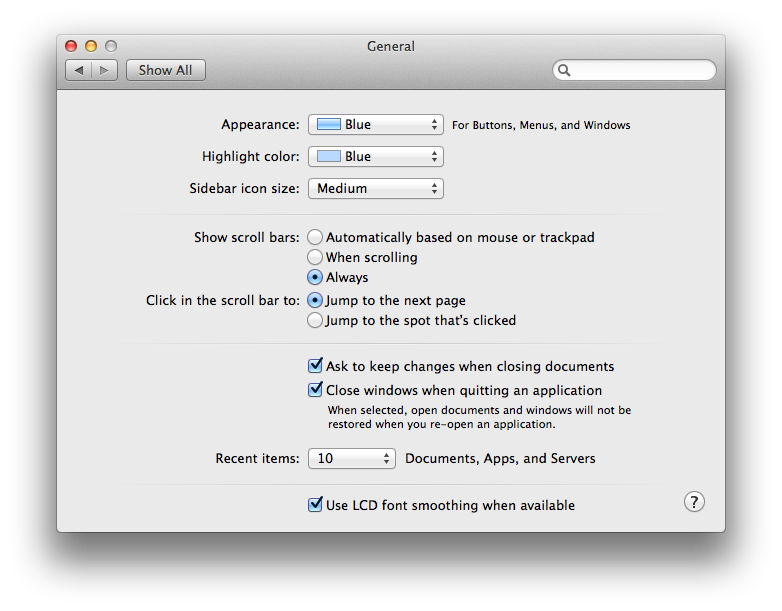 General
Show All
Appearance: Blue For Buttons, Menus, and Windows
Highlight color: Blue
Sidebar icon size: Medium
Show scroll bars: Automatically based on mouse or trackpad
When scrolling
Always
Click in the scroll bar to: Jump to the next page
Jump to the spot that's clicked
Ask to keep changes when closing documents
Close windows when quitting an application
When selected, open documents and windows will not be
restored when you re-open an application.
Recent items: 10 Documents, Apps, and Servers
Use LCD font smoothing when available ?